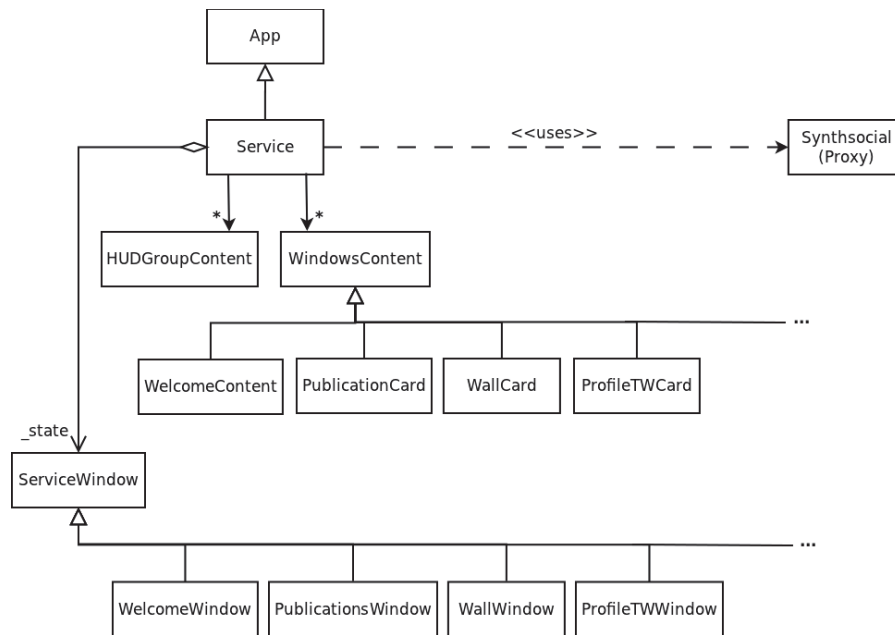 App
Service
<<uses>>
Synthsocial
(Proxy)
*
*
HUDGroupContent
WindowsContent
...
WelcomeContent
PublicationCard
WallCard
ProfileTWCard
_state
ServiceWindow
...
WelcomeWindow
PublicationsWindow
WallWindow
ProfileTWWindow